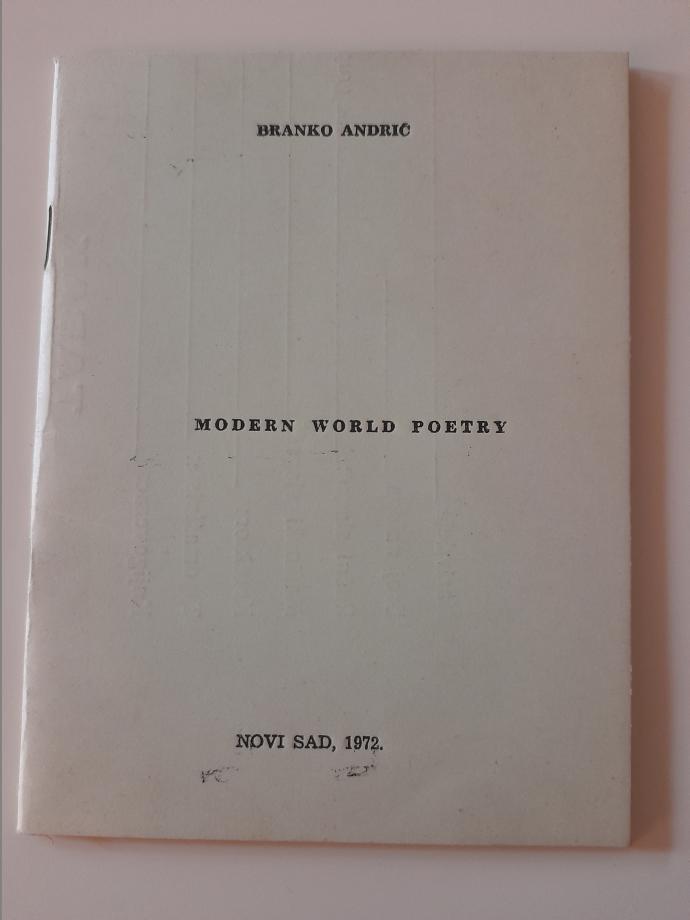 BRANKO ANDRIĆ
MODERN WORLD POETRY
NOVI SAD, 1972.